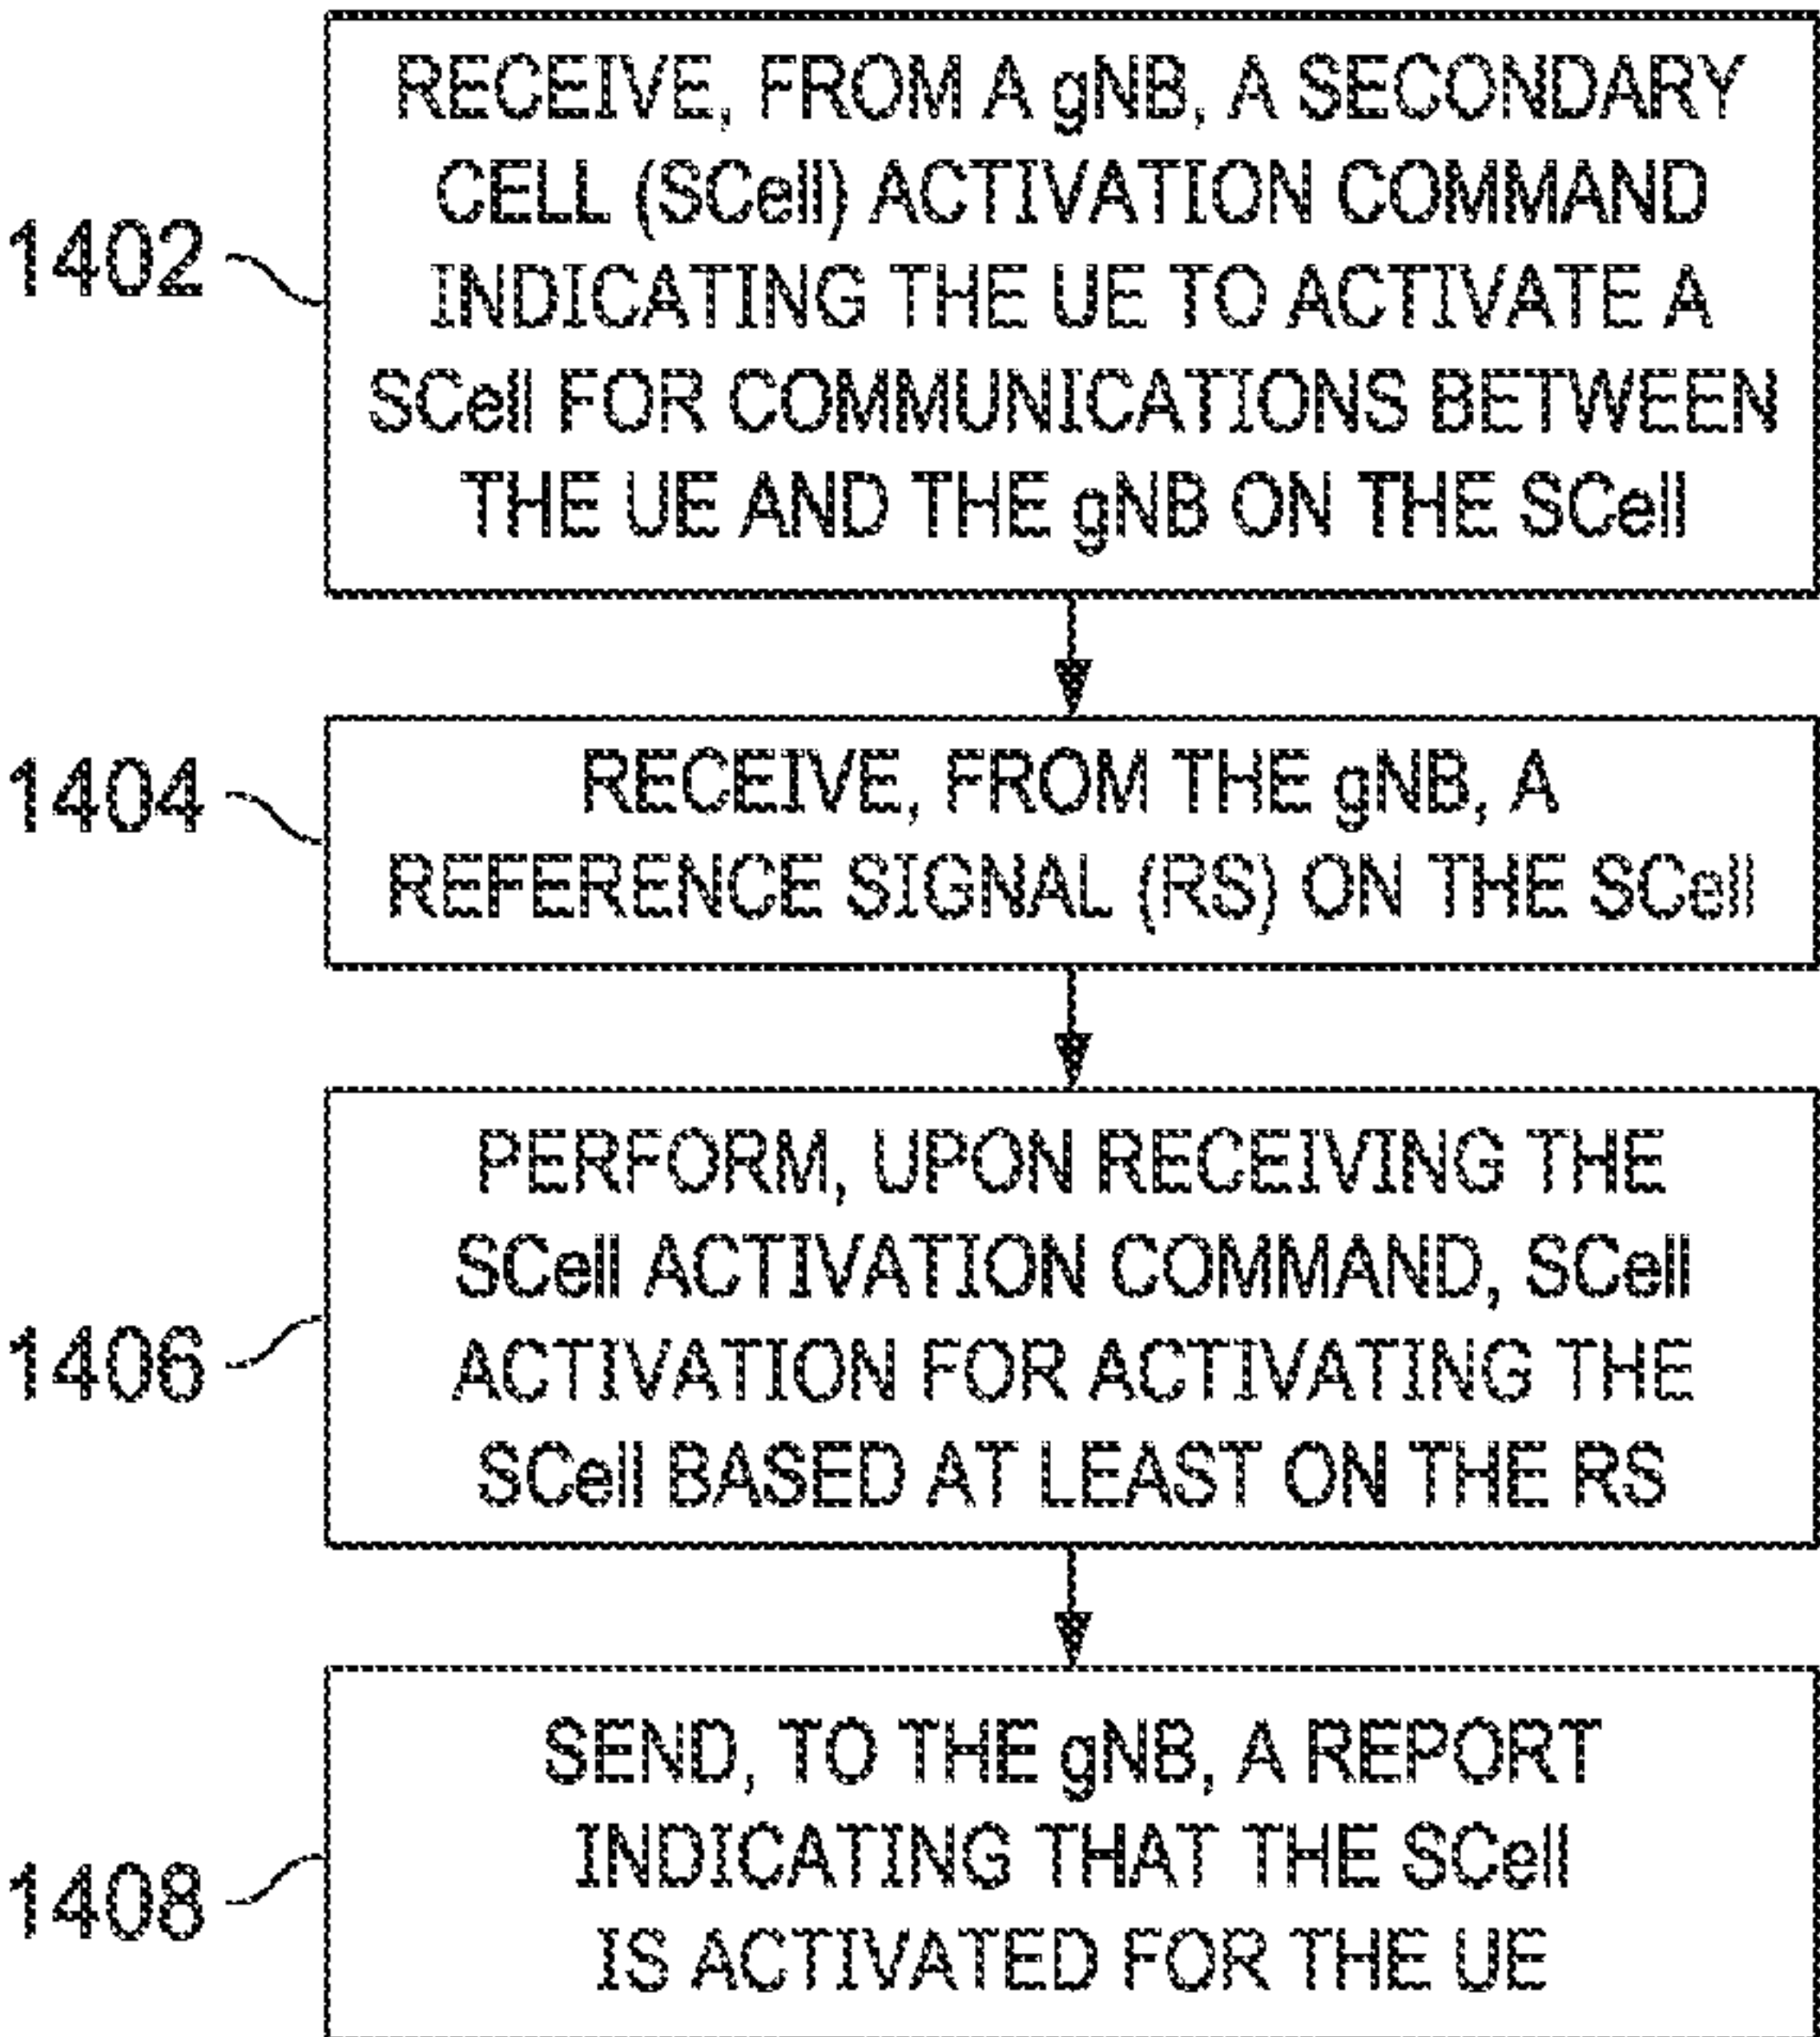 1402
RECEIVE, FROM A gNB, A SECONDARY
CELL (SCell) ACTIVATION COMMAND
INDICATING THE UE TO ACTIVATE A
SCell FOR COMMUNICATIONS BETWEEN
THE UE AND THE gNB ON THE SCell
1404
RECEIVE, FROM THE gNB, A
REFERENCE SIGNAL (RS) ON THE SCell
1406
PERFORM, UPON RECEIVING THE
SCell ACTIVATION COMMAND, SCell
ACTIVATION FOR ACTIVATING THE
SCell BASED AT LEAST ON THE RS
1408
SEND, TO THE gNB, A REPORT
INDICATING THAT THE SCell
IS ACTIVATED FOR THE UE